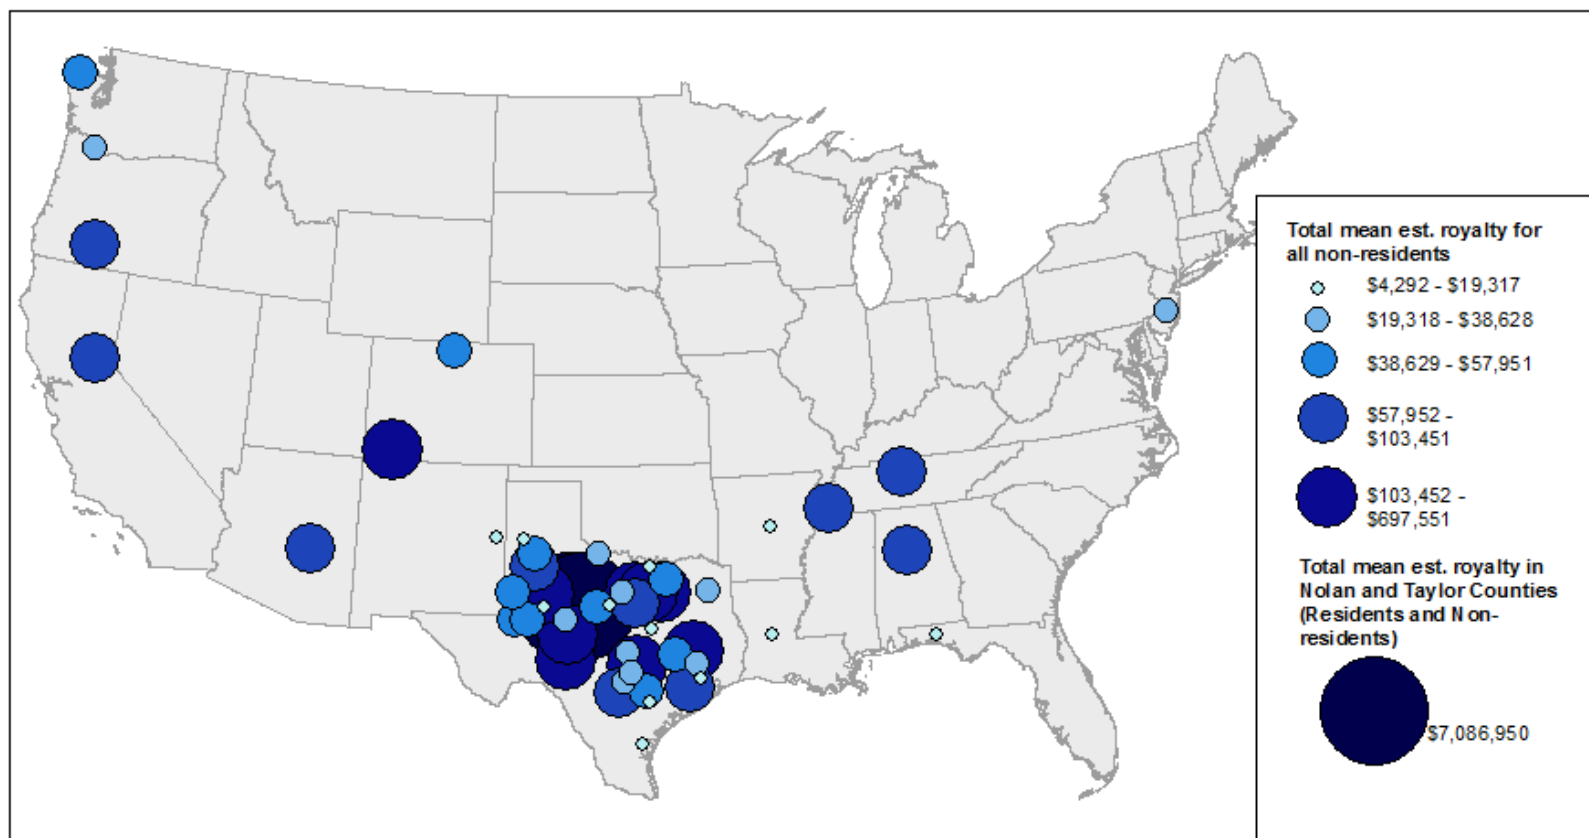 Total mean est. royalty for
all non-residents
$4,292 - $19,317
$19,318 - $38,628
$38,629 - $57,951
$57,952 -
$103,451
$103,452 -
$697,551
Total mean est. royalty in
Nolan and Taylor Counties
(Residents and Non-
residents)
$7,086,950